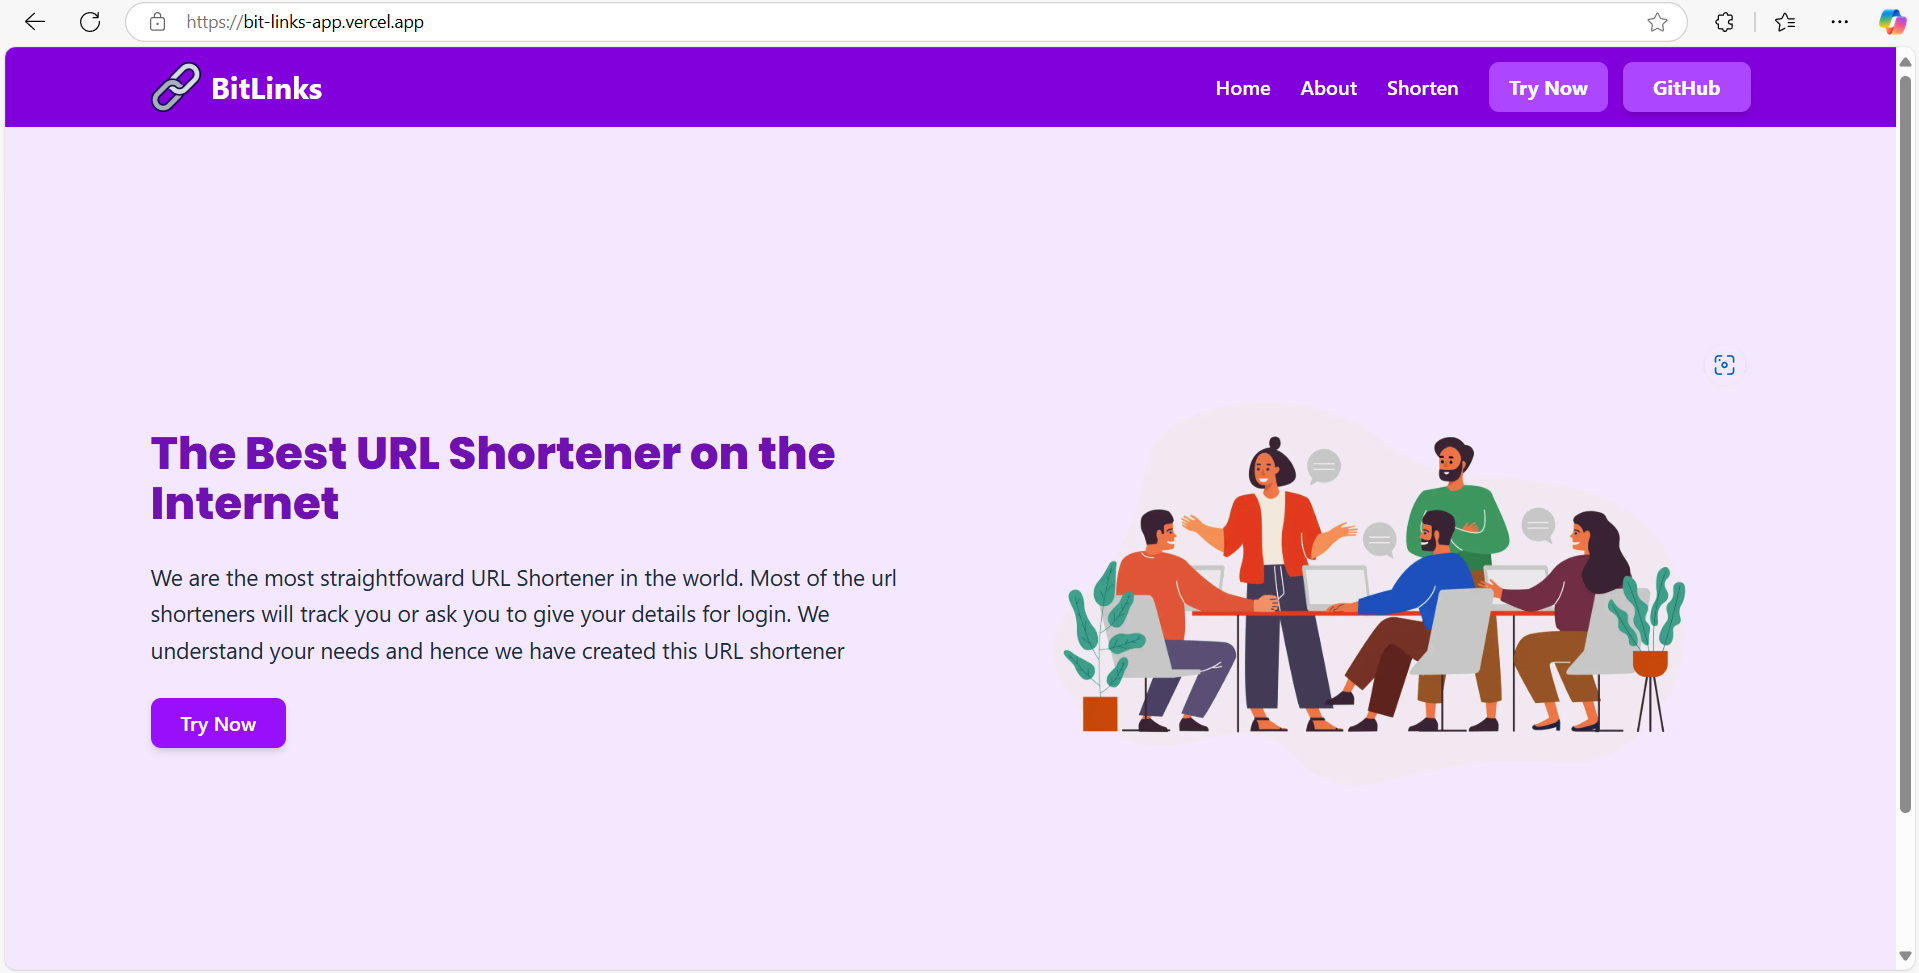 https://bit-links-app.vercel.app
BitLinks
Home
About
Shorten
Try Now
GitHub
The Best URL Shortener on the
Internet
We are the most straightfoward URL Shortener in the world. Most of the url
shorteners will track you or ask you to give your details for login. We
understand your needs and hence we have created this URL shortener
Try Now